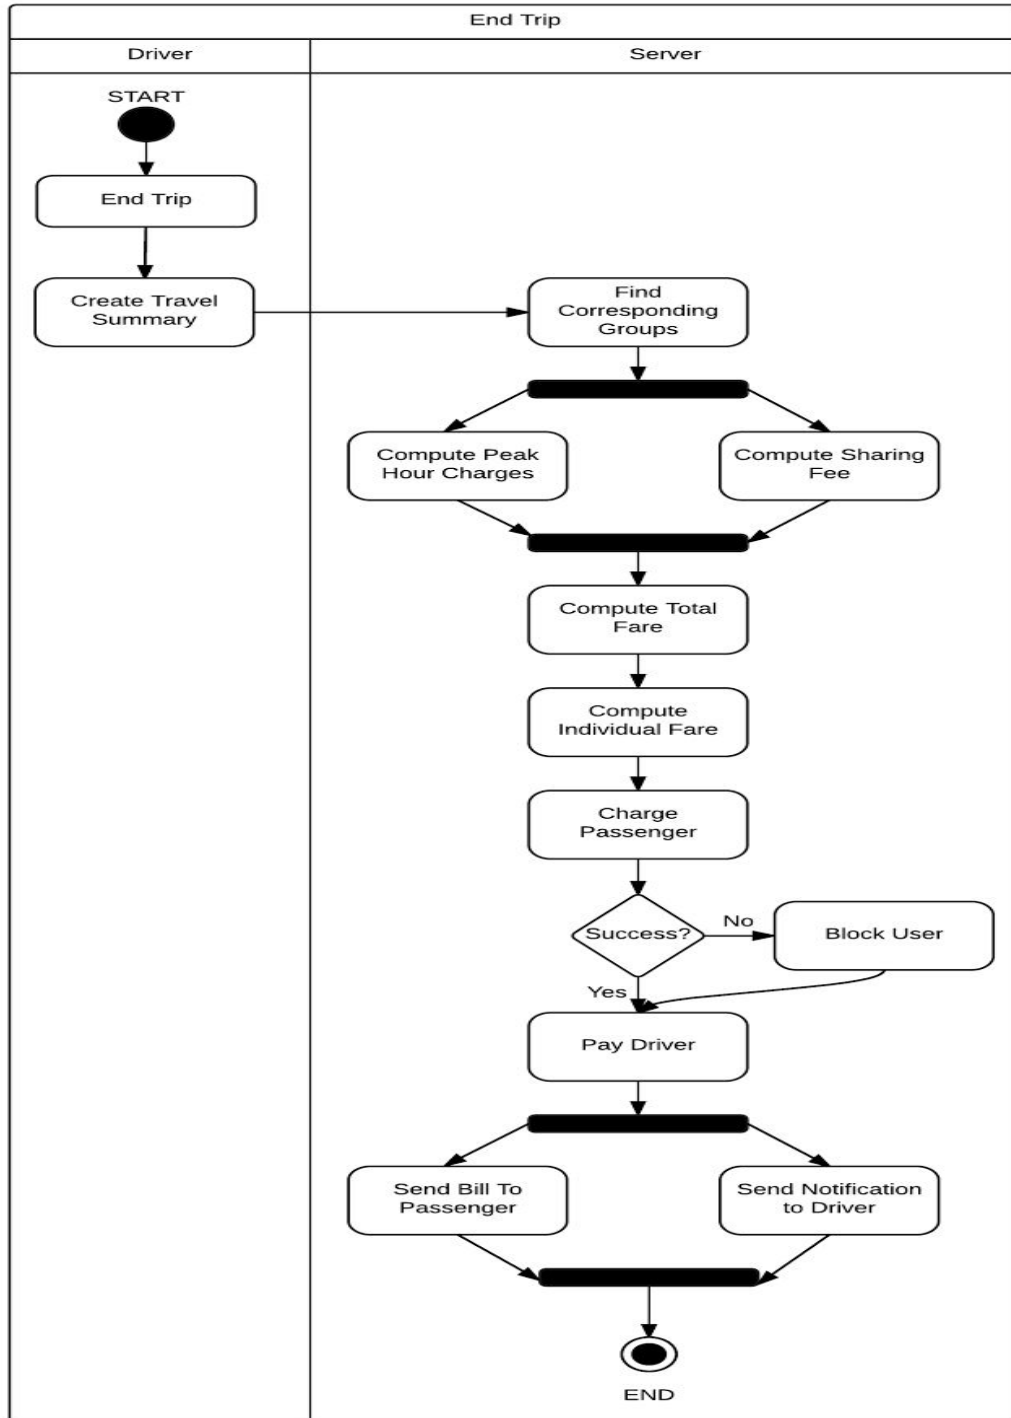 End Trip
Driver
Server
START
End Trip
Create Travel
Summary
Find
Corresponding
Groups
Compute Peak
Hour Charges
Compute Sharing
Fee
Compute Total
Fare
Compute
Individual Fare
Charge
Passenger
Success?
No
Block User
Yes
Pay Driver
Send Bill To
Passenger
Send Notification
to Driver
END